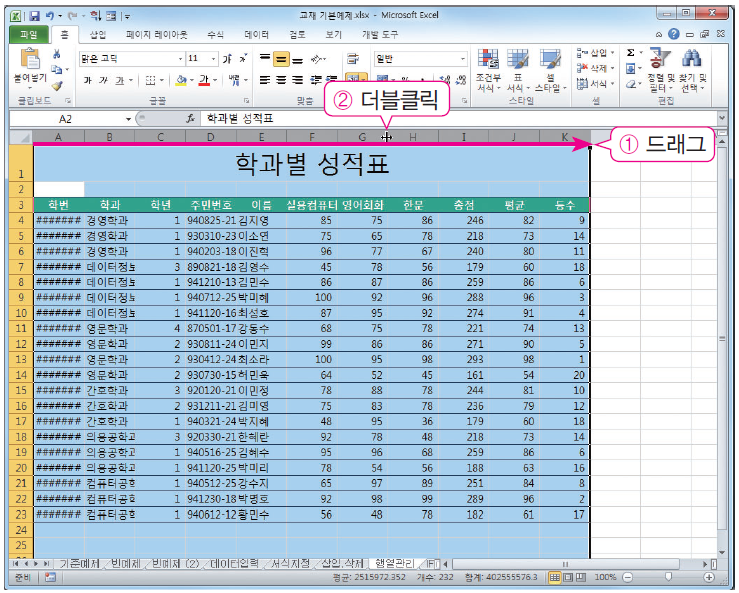 교재 기본예제.xlsx - Microsoft Excel
파일 홈 삽입 페이지 레이아웃 수식 데이터 검토 보기 개발 도구
맑은 고딕 11 일반
붙여넣기 가 가 가
조건부 서식 표 서식 셀 스타일
삽입 삭제 서식
정렬 및 필터 찾기 및 선택
클립보드 글꼴 맞춤 스타일 셀 편집
② 더블클릭
A2 fx 학과별 성적표
A B C D E F G H I J K
① 드래그
1 학과별 성적표
2
3 학번 학과 학년 주민번호 이름 실용컴퓨터 영어회화 한문 총점 평균 등수
4 ####### 경영학과 1 940825-21 김지영 85 75 86 246 82 9
5 ####### 경영학과 1 930310-23 이소연 75 65 78 218 73 14
6 ####### 경영학과 1 940203-18 이진혁 96 77 67 240 80 11
7 ####### 데이터정보 3 890821-18 김영수 45 78 56 179 60 18
8 ####### 데이터정보 1 941210-13 김민수 86 87 86 259 86 6
9 ####### 데이터정보 1 940712-25 박미혜 100 92 96 288 96 3
10 ####### 데이터정보 1 941120-16 최성호 87 95 92 274 91 4
11 ####### 영문학과 4 870501-17 강동수 68 75 78 221 74 13
12 ####### 영문학과 2 930811-24 이민지 99 86 86 271 90 5
13 ####### 영문학과 2 930412-24 최소라 100 95 98 293 98 1
14 ####### 영문학과 2 930730-15 허민욱 64 52 45 161 54 20
15 ####### 간호학과 3 920120-21 이민정 78 88 78 244 81 10
16 ####### 간호학과 2 931211-21 김미영 75 83 78 236 79 12
17 ####### 간호학과 1 940321-24 박지혜 48 95 36 179 60 18
18 ####### 의용공학과 3 920330-21 한혜란 92 78 48 218 73 14
19 ####### 의용공학과 1 940516-25 김혜수 95 96 68 259 86 6
20 ####### 의용공학과 1 941120-25 박미리 78 54 56 188 63 16
21 ####### 컴퓨터공학 1 940512-25 강수지 65 97 89 251 84 8
22 ####### 컴퓨터공학 1 941230-18 박명호 92 98 99 289 96 2
23 ####### 컴퓨터공학 1 940612-12 황민수 56 48 78 182 61 17
24
25
기존예제 빈예제 빈예제 (2) 데이터입력 서식지정 삽입.삭제 행열관리
준비 평균: 2515972.352 개수: 232 합계: 402555576.3 100%